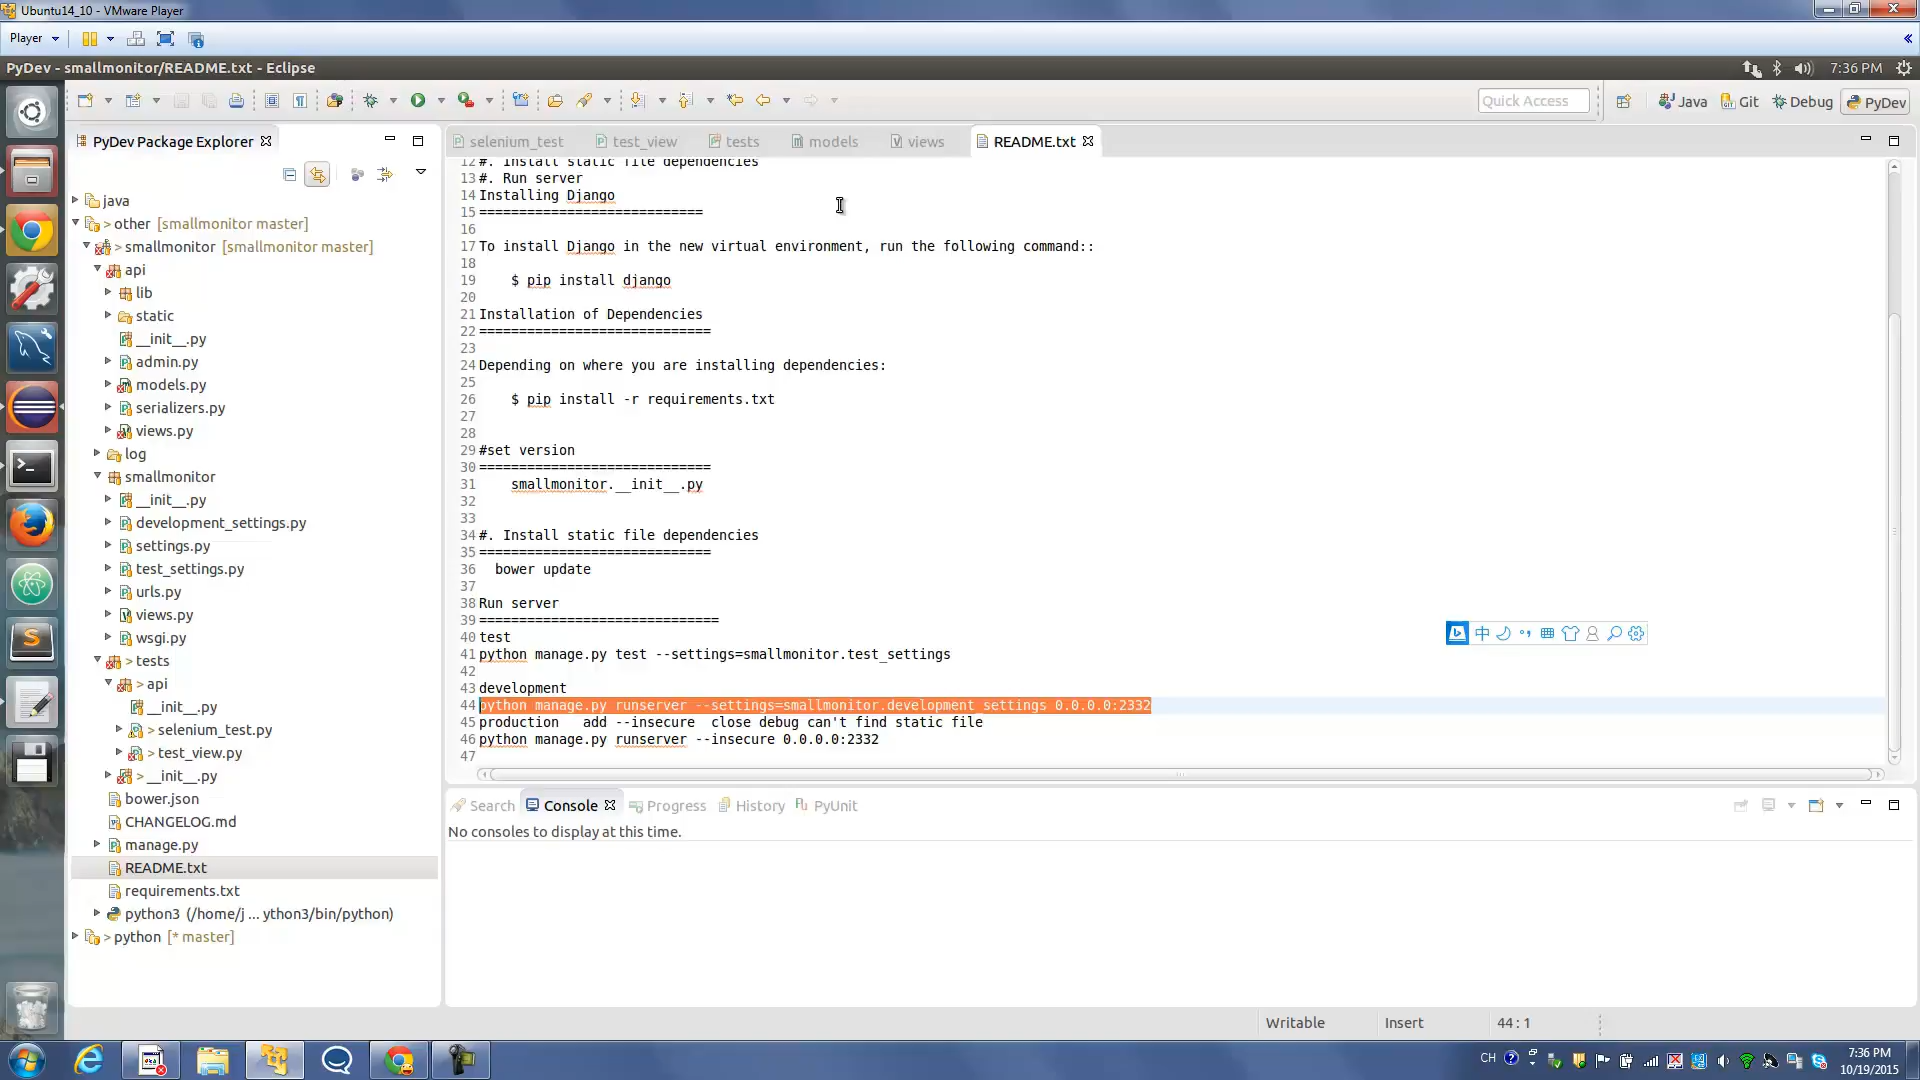 Ubuntu14_10 - VMware Player
Player
PyDev - smallmonitor/README.txt - Eclipse
7:36 PM
Quick Access
Java
Git
Debug
PyDev
PyDev Package Explorer
java
> other [smallmonitor master]
> smallmonitor [smallmonitor master]
api
lib
static
__init__.py
admin.py
models.py
serializers.py
views.py
log
smallmonitor
__init__.py
development_settings.py
settings.py
test_settings.py
urls.py
views.py
wsgi.py
> tests
> api
__init__.py
> selenium_test.py
> test_view.py
> __init__.py
bower.json
CHANGELOG.md
manage.py
README.txt
requirements.txt
python3 (/home/j ... ython3/bin/python)
> python [* master]
selenium_test
test_view
tests
models
views
README.txt
12 #. Install static file dependencies
13 #. Run server
14 Installing Django
15 ============================
16
17 To install Django in the new virtual environment, run the following command::
18
19     $ pip install django
20
21 Installation of Dependencies
22 =============================
23
24 Depending on where you are installing dependencies:
25
26     $ pip install -r requirements.txt
27
28
29 #set version
30 =============================
31     smallmonitor.__init__.py
32
33
34 #. Install static file dependencies
35 =============================
36   bower update
37
38 Run server
39 ==============================
40 test
41 python manage.py test --settings=smallmonitor.test_settings
42
43 development
44 python manage.py runserver --settings=smallmonitor.development_settings 0.0.0.0:2332
45 production   add --insecure  close debug can't find static file
46 python manage.py runserver --insecure 0.0.0.0:2332
47
中
Search
Console
Progress
History
PyUnit
No consoles to display at this time.
Writable
Insert
44 : 1
CH
7:36 PM
10/19/2015